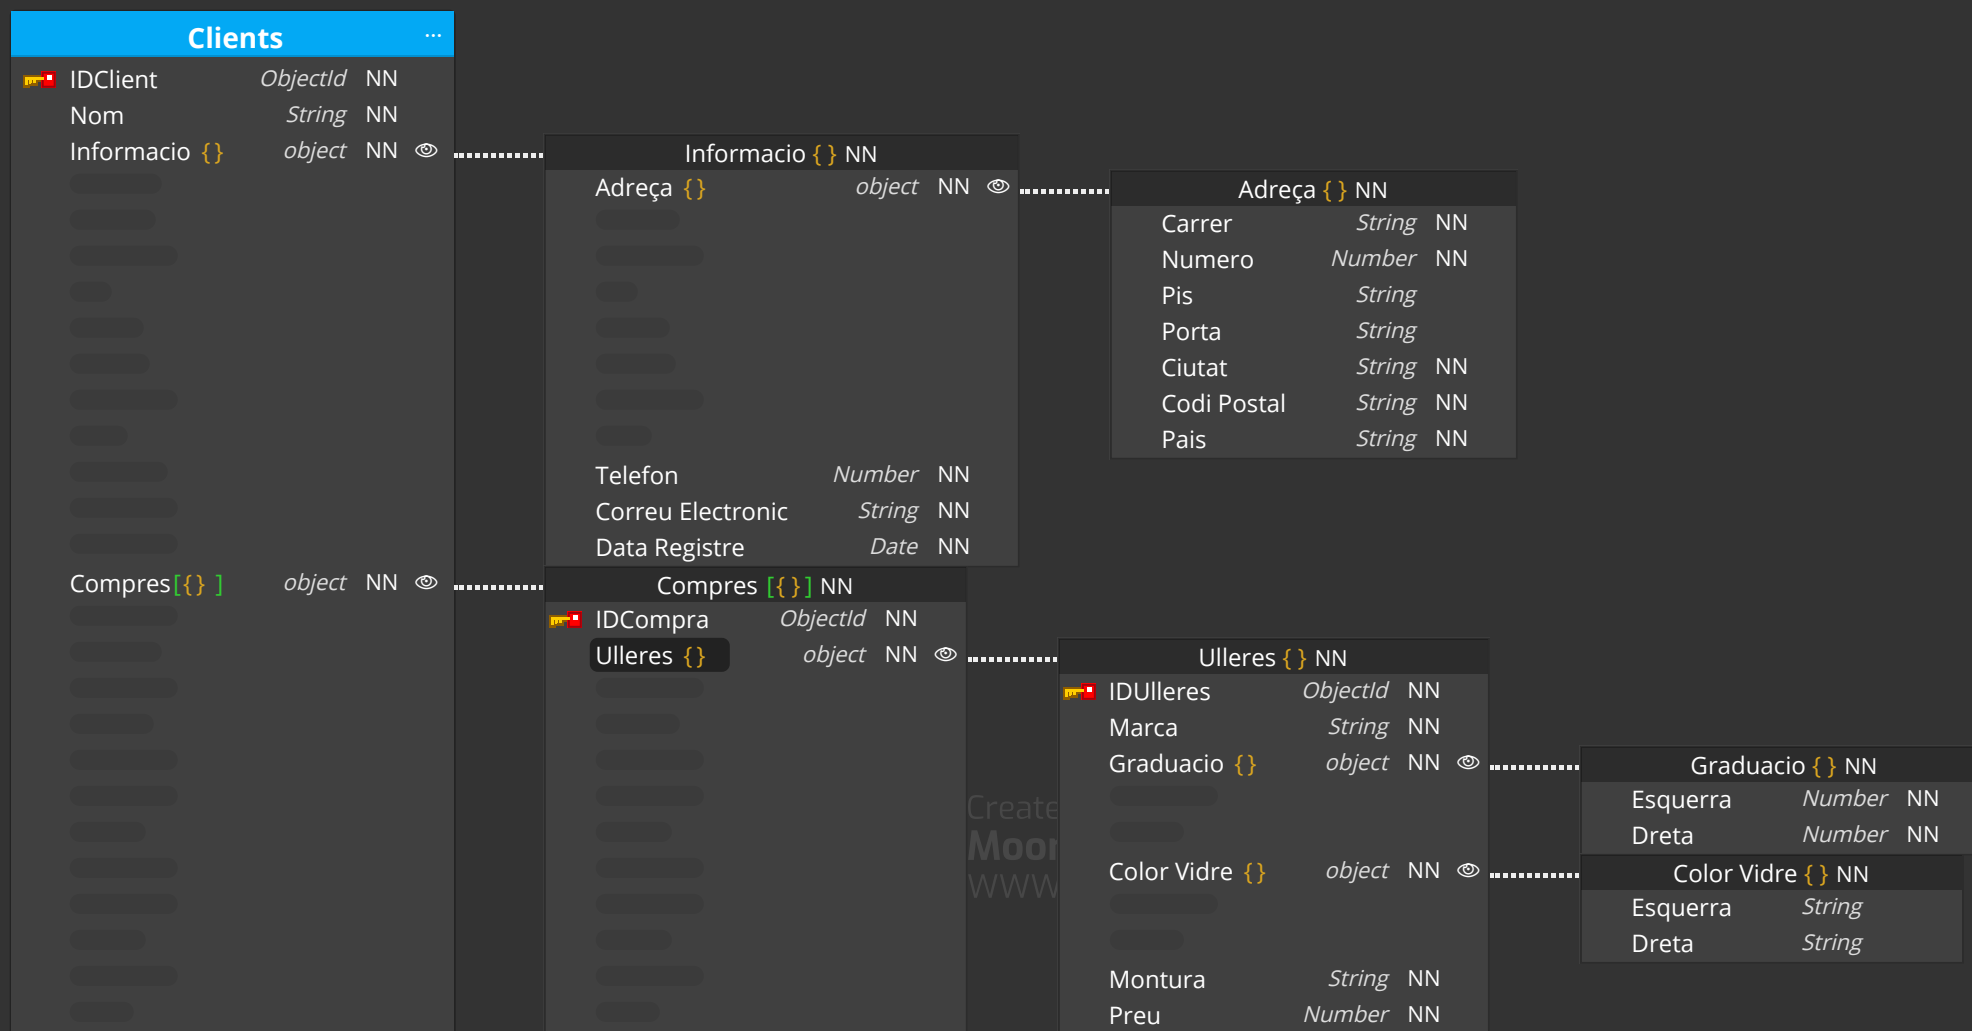 Clients ...
IDClient ObjectId NN
Nom String NN
Informacio {} object NN
Compres[{} ] object NN
Informacio {} NN
Adreça {} object NN
Telefon Number NN
Correu Electronic String NN
Data Registre Date NN
Adreça {} NN
Carrer String NN
Numero Number NN
Pis String
Porta String
Ciutat String NN
Codi Postal String NN
Pais String NN
Compres [{}] NN
IDCompra ObjectId NN
Ulleres {} object NN
Ulleres {} NN
IDUlleres ObjectId NN
Marca String NN
Graduacio {} object NN
Color Vidre {} object NN
Montura String NN
Preu Number NN
Graduacio {} NN
Esquerra Number NN
Dreta Number NN
Color Vidre {} NN
Esquerra String
Dreta String
Create
Moon
WWW